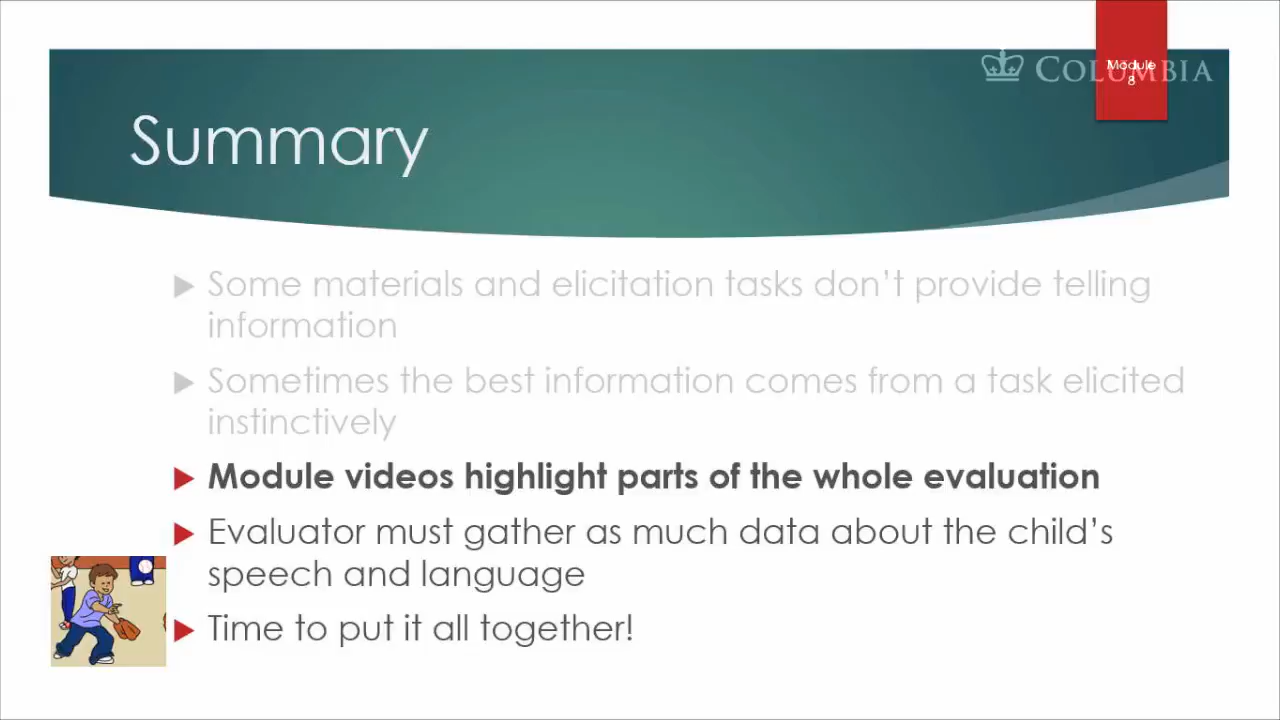 COLUMBIA
Module
8
Summary
Some materials and elicitation tasks don't provide telling
information
Sometimes the best information comes from a task elicited
instinctively
Module videos highlight parts of the whole evaluation
Evaluator must gather as much data about the child's
speech and language
Time to put it all together!